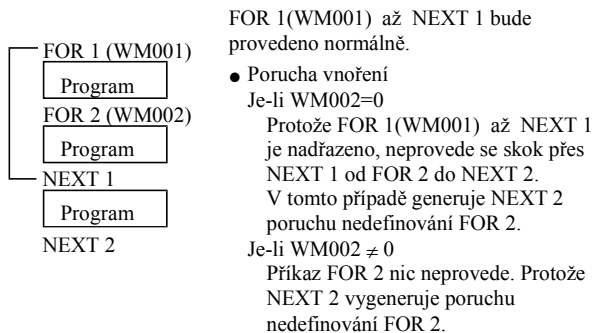 FOR 1 (WM001)
Program
FOR 2 (WM002)
Program
NEXT 1
Program
NEXT 2
FOR 1(WM001) až NEXT 1 bude
provedeno normálně.
● Porucha vnoření
Je-li WM002=0
Protože FOR 1(WM001) až NEXT 1
je nadřazeno, neprovede se skok přes
NEXT 1 od FOR 2 do NEXT 2.
V tomto případě generuje NEXT 2
poruchu nedefinování FOR 2.
Je-li WM002 ≠ 0
Příkaz FOR 2 nic neprovede. Protože
NEXT 2 vygeneruje poruchu
nedefinování FOR 2.